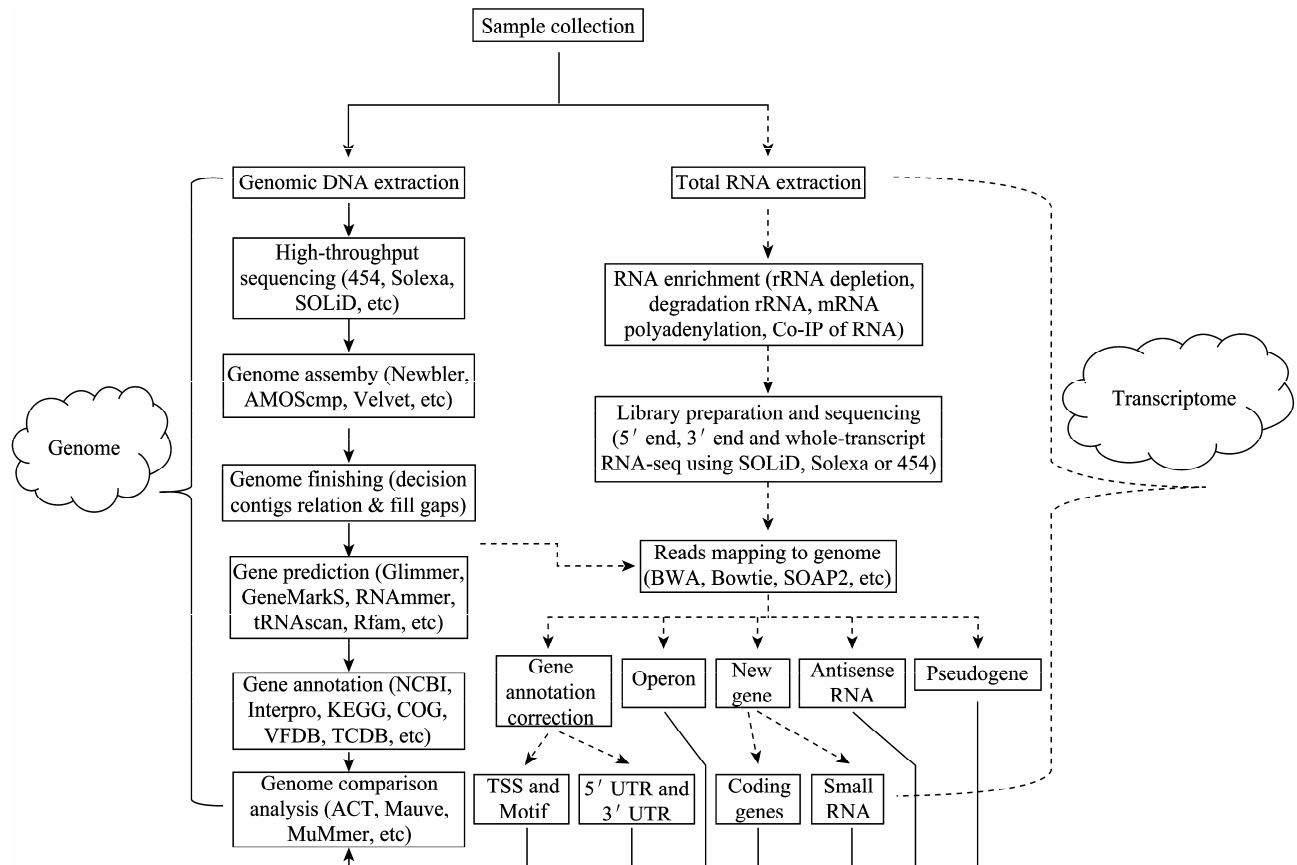 Sample collection
Genomic DNA extraction
Total RNA extraction
High-throughput
sequencing (454, Solexa,
SOLiD, etc)
RNA enrichment (rRNA depletion,
degradation rRNA, mRNA
polyadenylation, Co-IP of RNA)
Genome assemby (Newbler,
AMOScmp, Velvet, etc)
Genome
Transcriptome
Library preparation and sequencing
(5′ end, 3′ end and whole-transcript
RNA-seq using SOLiD, Solexa or 454)
Genome finishing (decision
contigs relation & fill gaps)
Reads mapping to genome
(BWA, Bowtie, SOAP2, etc)
Gene prediction (Glimmer,
GeneMarkS, RNAmmer,
tRNAscan, Rfam, etc)
Gene
annotation
correction
Operon
New
gene
Antisense
RNA
Pseudogene
Gene annotation (NCBI,
Interpro, KEGG, COG,
VFDB, TCDB, etc)
Genome comparison
analysis (ACT, Mauve,
MuMmer, etc)
TSS and
Motif
5′ UTR and
3′ UTR
Coding
genes
Small
RNA